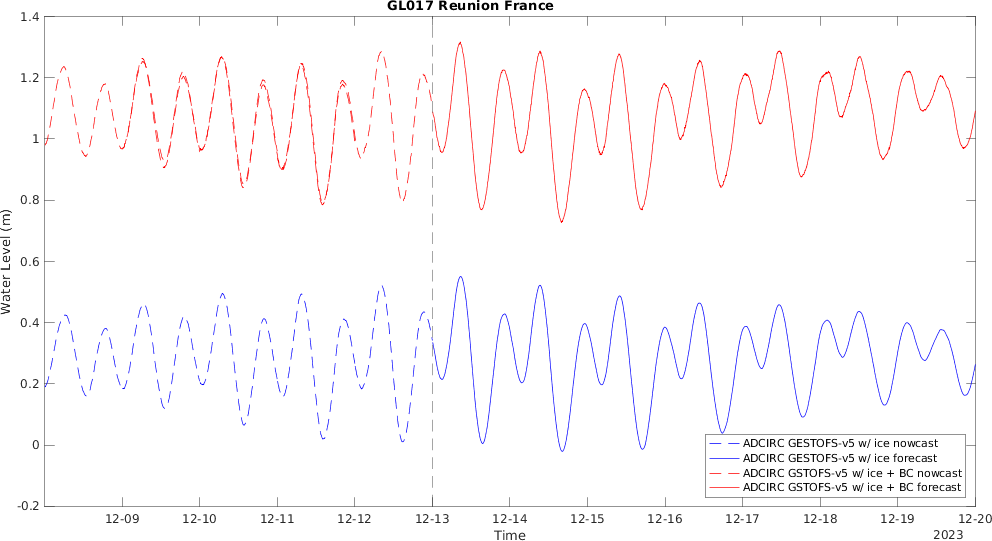 GL017 Reunion France
1.4
1.2
1
0.8
0.6
0.4
0.2
0
-0.2
Water Level (m)
ADCIRC GESTOFS-v5 w/ ice nowcast
ADCIRC GESTOFS-v5 w/ ice forecast
ADCIRC GSTOFS-v5 w/ ice + BC nowcast
ADCIRC GSTOFS-v5 w/ ice + BC forecast
12-09 12-10 12-11 12-12 12-13 12-14 12-15 12-16 12-17 12-18 12-19 12-20
Time
2023